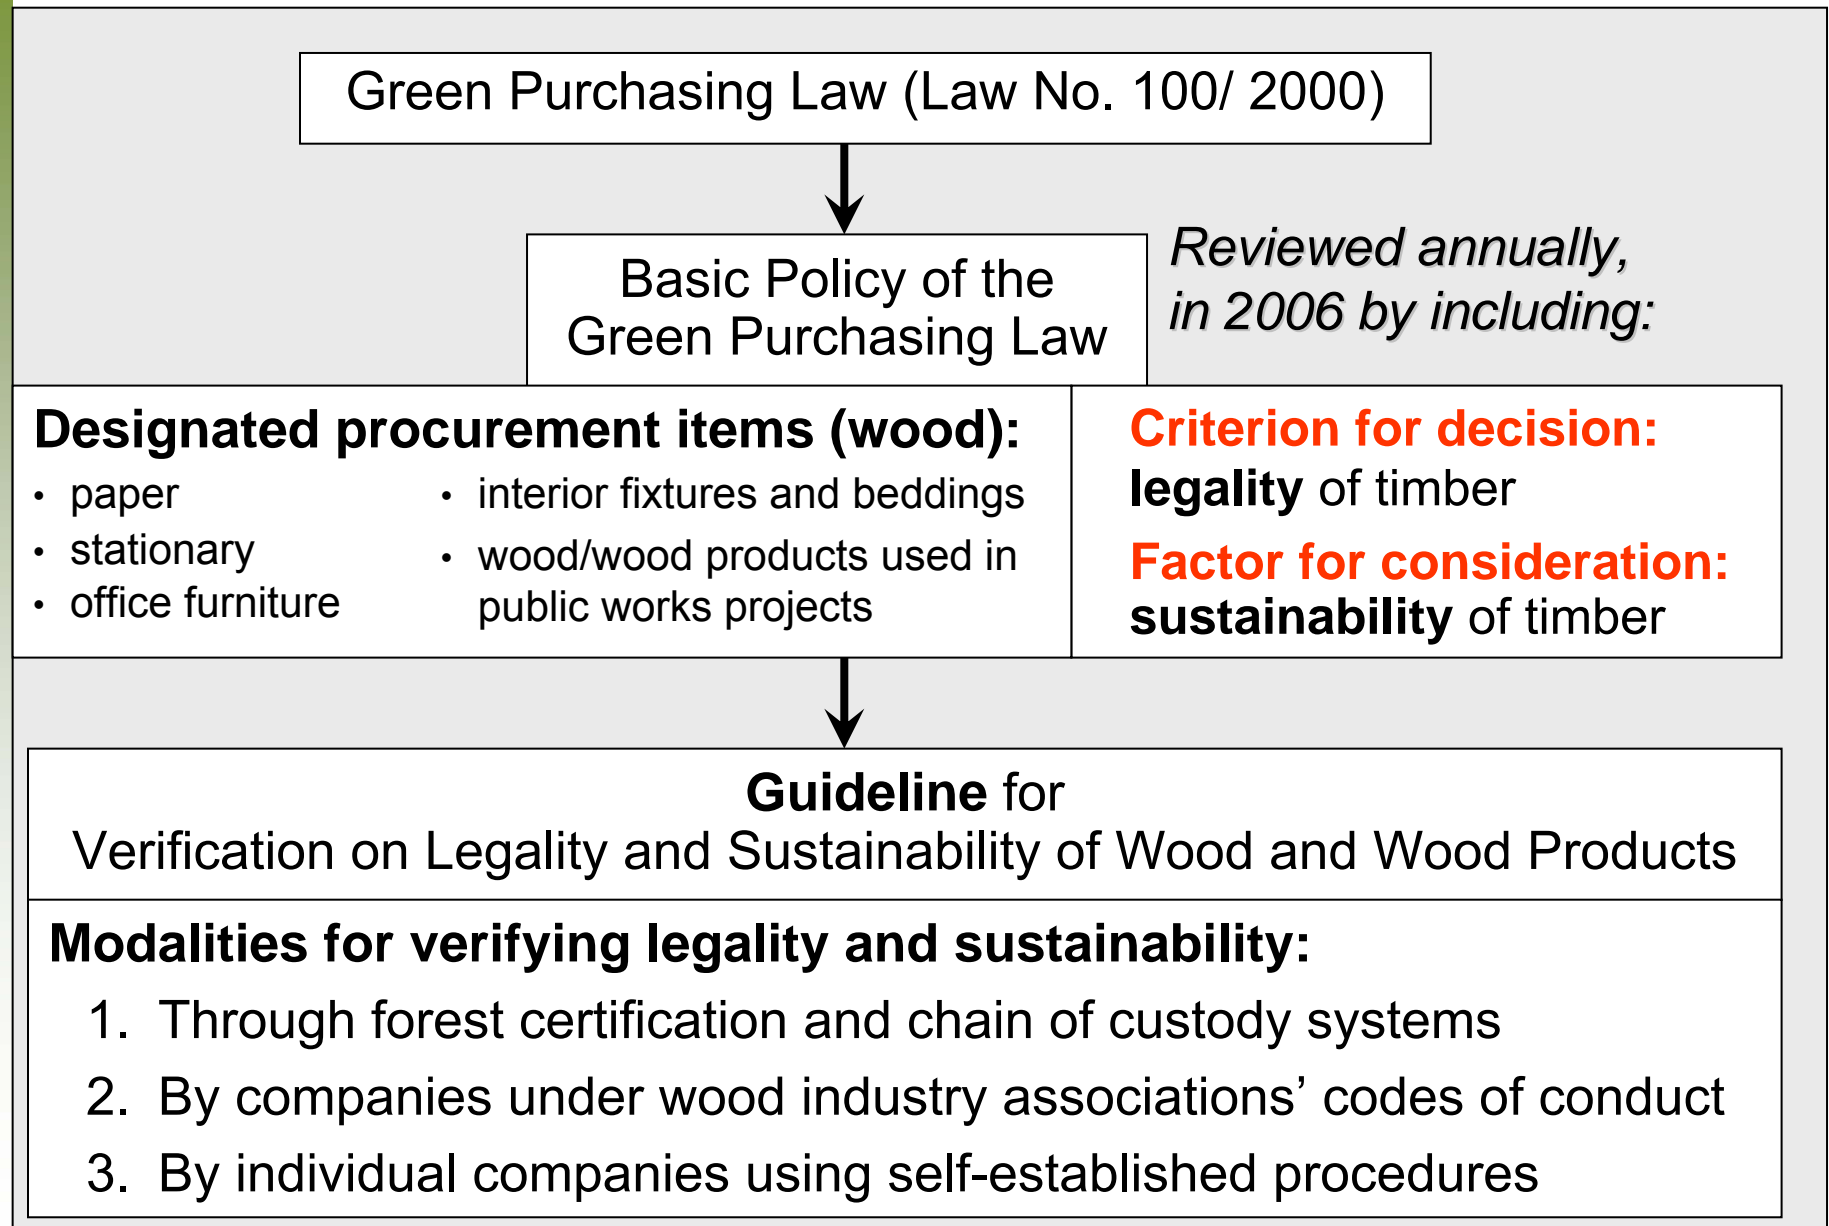 Green Purchasing Law (Law No. 100/ 2000)
Basic Policy of the
Green Purchasing Law
Reviewed annually,
in 2006 by including:
Designated procurement items (wood):
• paper
• stationary
• office furniture
• interior fixtures and beddings
• wood/wood products used in
public works projects
Criterion for decision:
legality of timber
Factor for consideration:
sustainability of timber
Guideline for
Verification on Legality and Sustainability of Wood and Wood Products
Modalities for verifying legality and sustainability:
1. Through forest certification and chain of custody systems
2. By companies under wood industry associations’ codes of conduct
3. By individual companies using self-established procedures